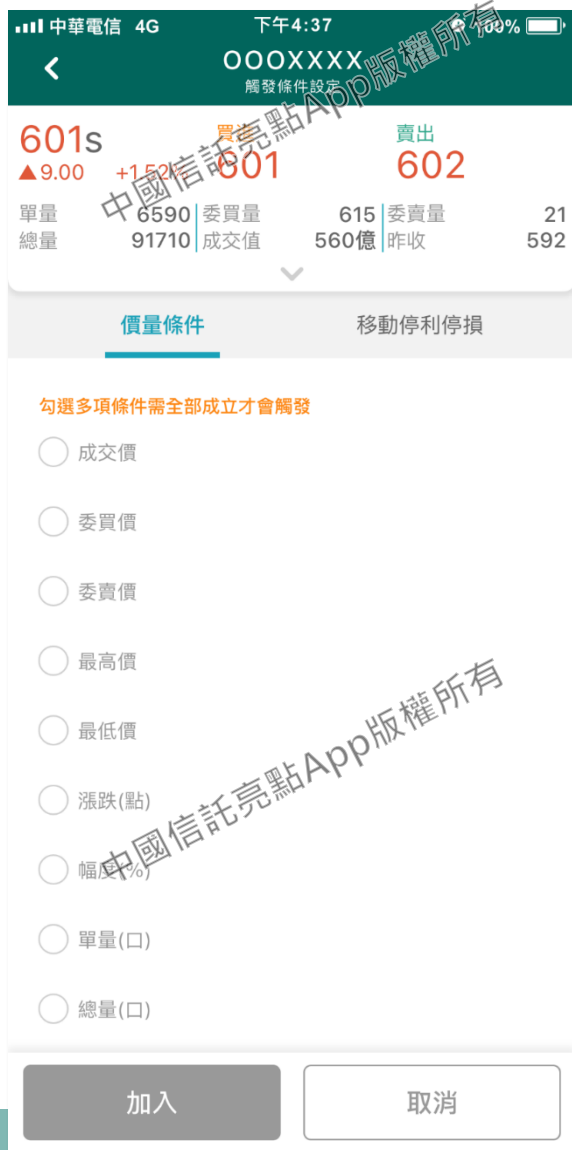 中華電信 4G 下午4:37 100%
OOOXXXX
觸發條件設定
601s 買進 601 賣出 602
▲9.00 +1.52%
單量 6590 委買量 615 委賣量 21
總量 91710 成交值 560億 昨收 592
價量條件 移動停利停損
勾選多項條件需全部成立才會觸發
成交價
委買價
委賣價
最高價
最低價
漲跌(點)
幅度(%)
單量(口)
總量(口)
加入 取消
中國信託亮點App版權所有
中國信託亮點App版權所有